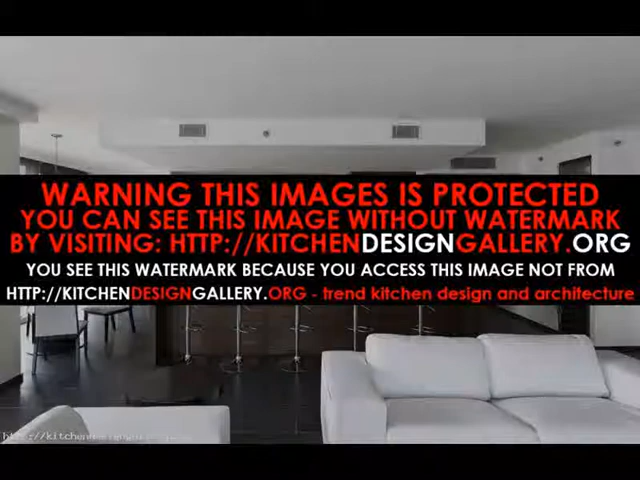 WARNING THIS IMAGES IS PROTECTED
YOU CAN SEE THIS IMAGE WITHOUT WATERMARK
BY VISITING: HTTP://KITCHENDESIGNGALLERY.ORG
YOU SEE THIS WATERMARK BECAUSE YOU ACCESS THIS IMAGE NOT FROM
HTTP://KITCHENDESIGNGALLERY.ORG - trend kitchen design and architecture